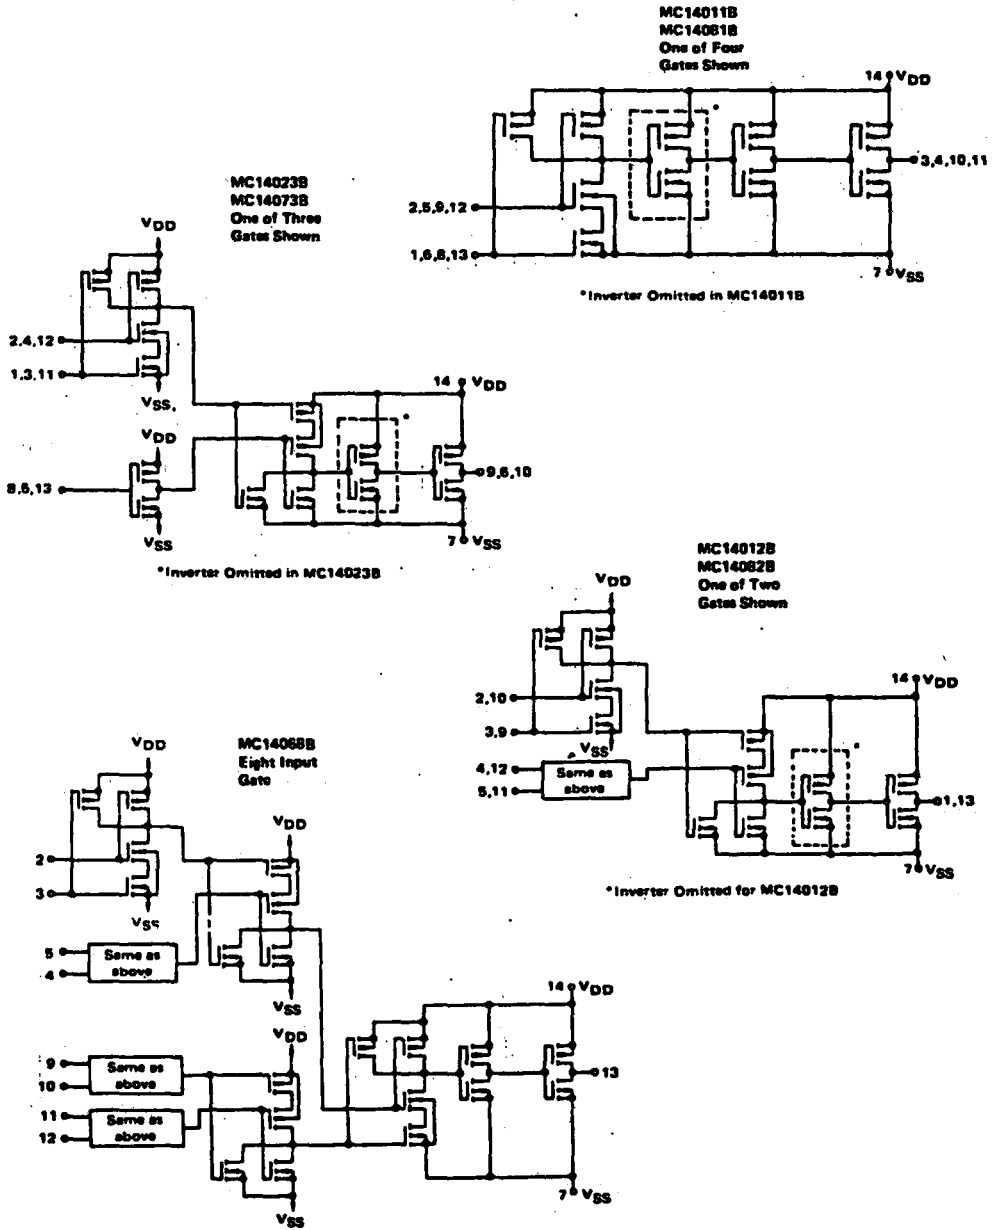 MC14011B
MC14081B
One of Four
Gates Shown
14 VDD
3,4,10,11
2,5,9,12
1,6,8,13
7 VSS
*
*Inverter Omitted in MC14011B
MC14023B
MC14073B
One of Three
Gates Shown
VDD
2,4,12
1,3,11
VSS
VDD
8,5,13
VSS
14 VDD
*
9,6,10
7 VSS
*Inverter Omitted in MC14023B
MC14012B
MC14082B
One of Two
Gates Shown
VDD
2,10
3,9
VSS
4,12
5,11
Same as
above
14 VDD
*
1,13
7 VSS
*Inverter Omitted for MC14012B
MC14068B
Eight Input
Gate
VDD
2
3
VSS
5
4
Same as
above
VDD
VSS
9
10
Same as
above
11
12
Same as
above
VDD
VSS
14 VDD
13
7 VSS